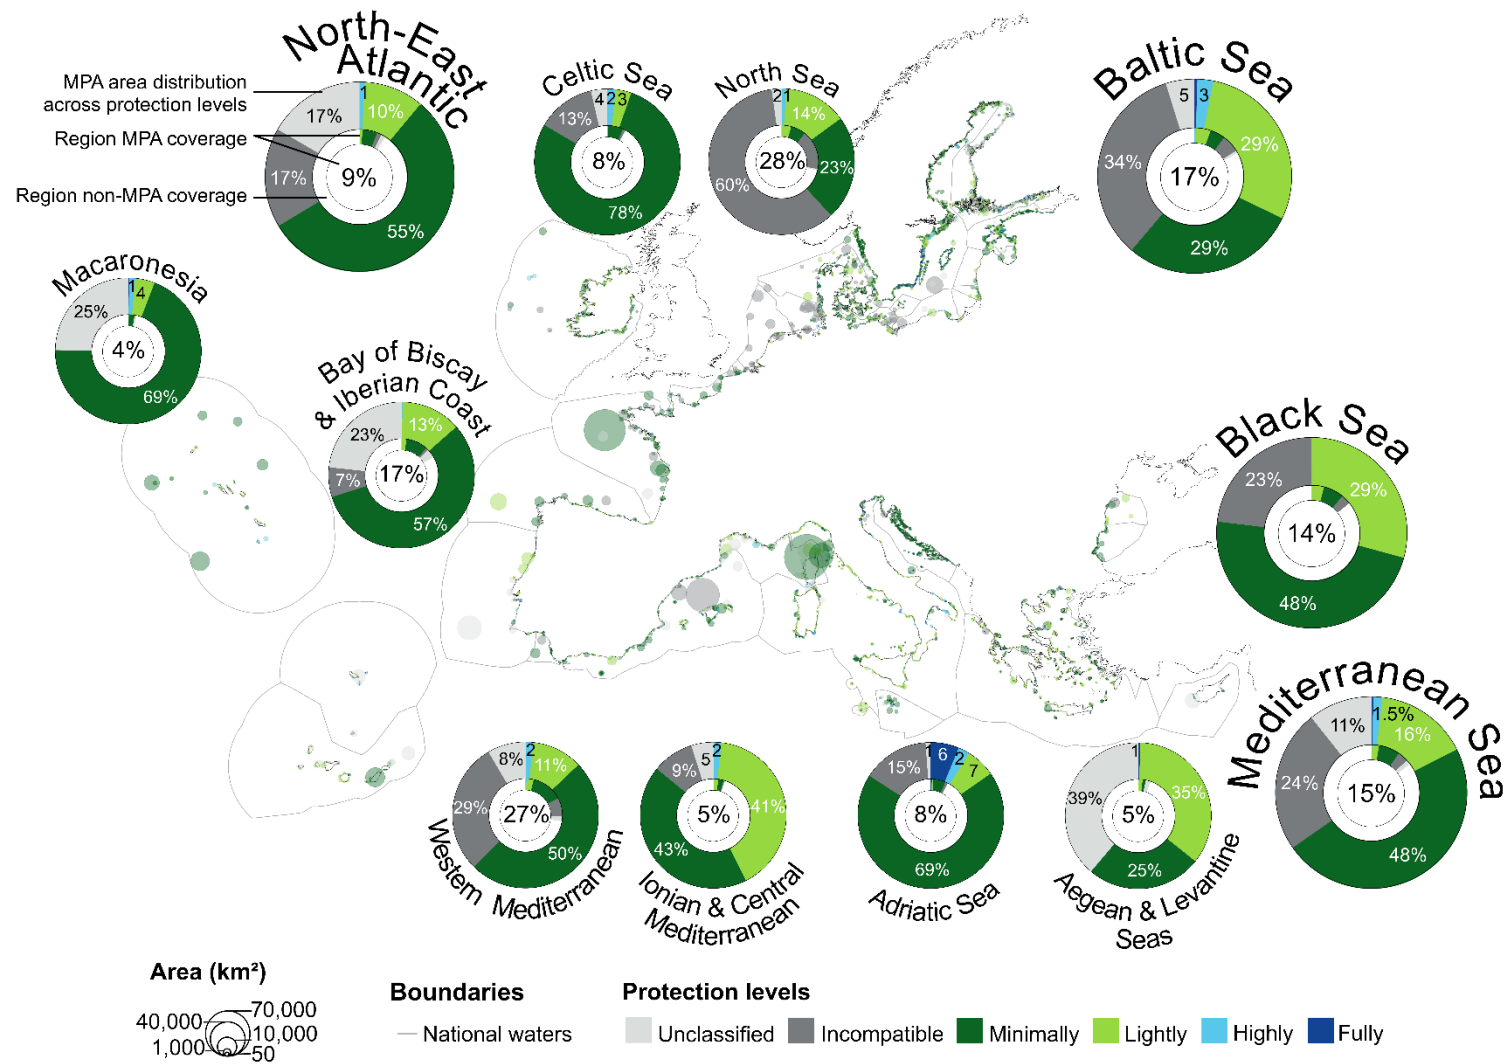 North-East
Atlantic
MPA area distribution
across protection levels
Region MPA coverage
Region non-MPA coverage
17%
1
10%
17%
9%
55%
Celtic Sea
13%
4
2
3
8%
78%
North Sea
2
1
14%
28%
23%
60%
Baltic Sea
5
3
34%
29%
17%
29%
Macaronesia
25%
1
4
4%
69%
Bay of Biscay
& Iberian Coast
23%
13%
7%
17%
57%
Black Sea
23%
29%
14%
48%
Mediterranean Sea
11%
1.5%
16%
24%
15%
48%
8%
2
11%
29%
27%
50%
Western Mediterranean
9%
5
2
41%
5%
43%
Ionian & Central
Mediterranean
15%
1
6
2
7
8%
69%
Adriatic Sea
1
39%
35%
5%
25%
Aegean & Levantine
Seas
Area (km²)
70,000
40,000
10,000
1,000
50
Boundaries
National waters
Protection levels
Unclassified
Incompatible
Minimally
Lightly
Highly
Fully